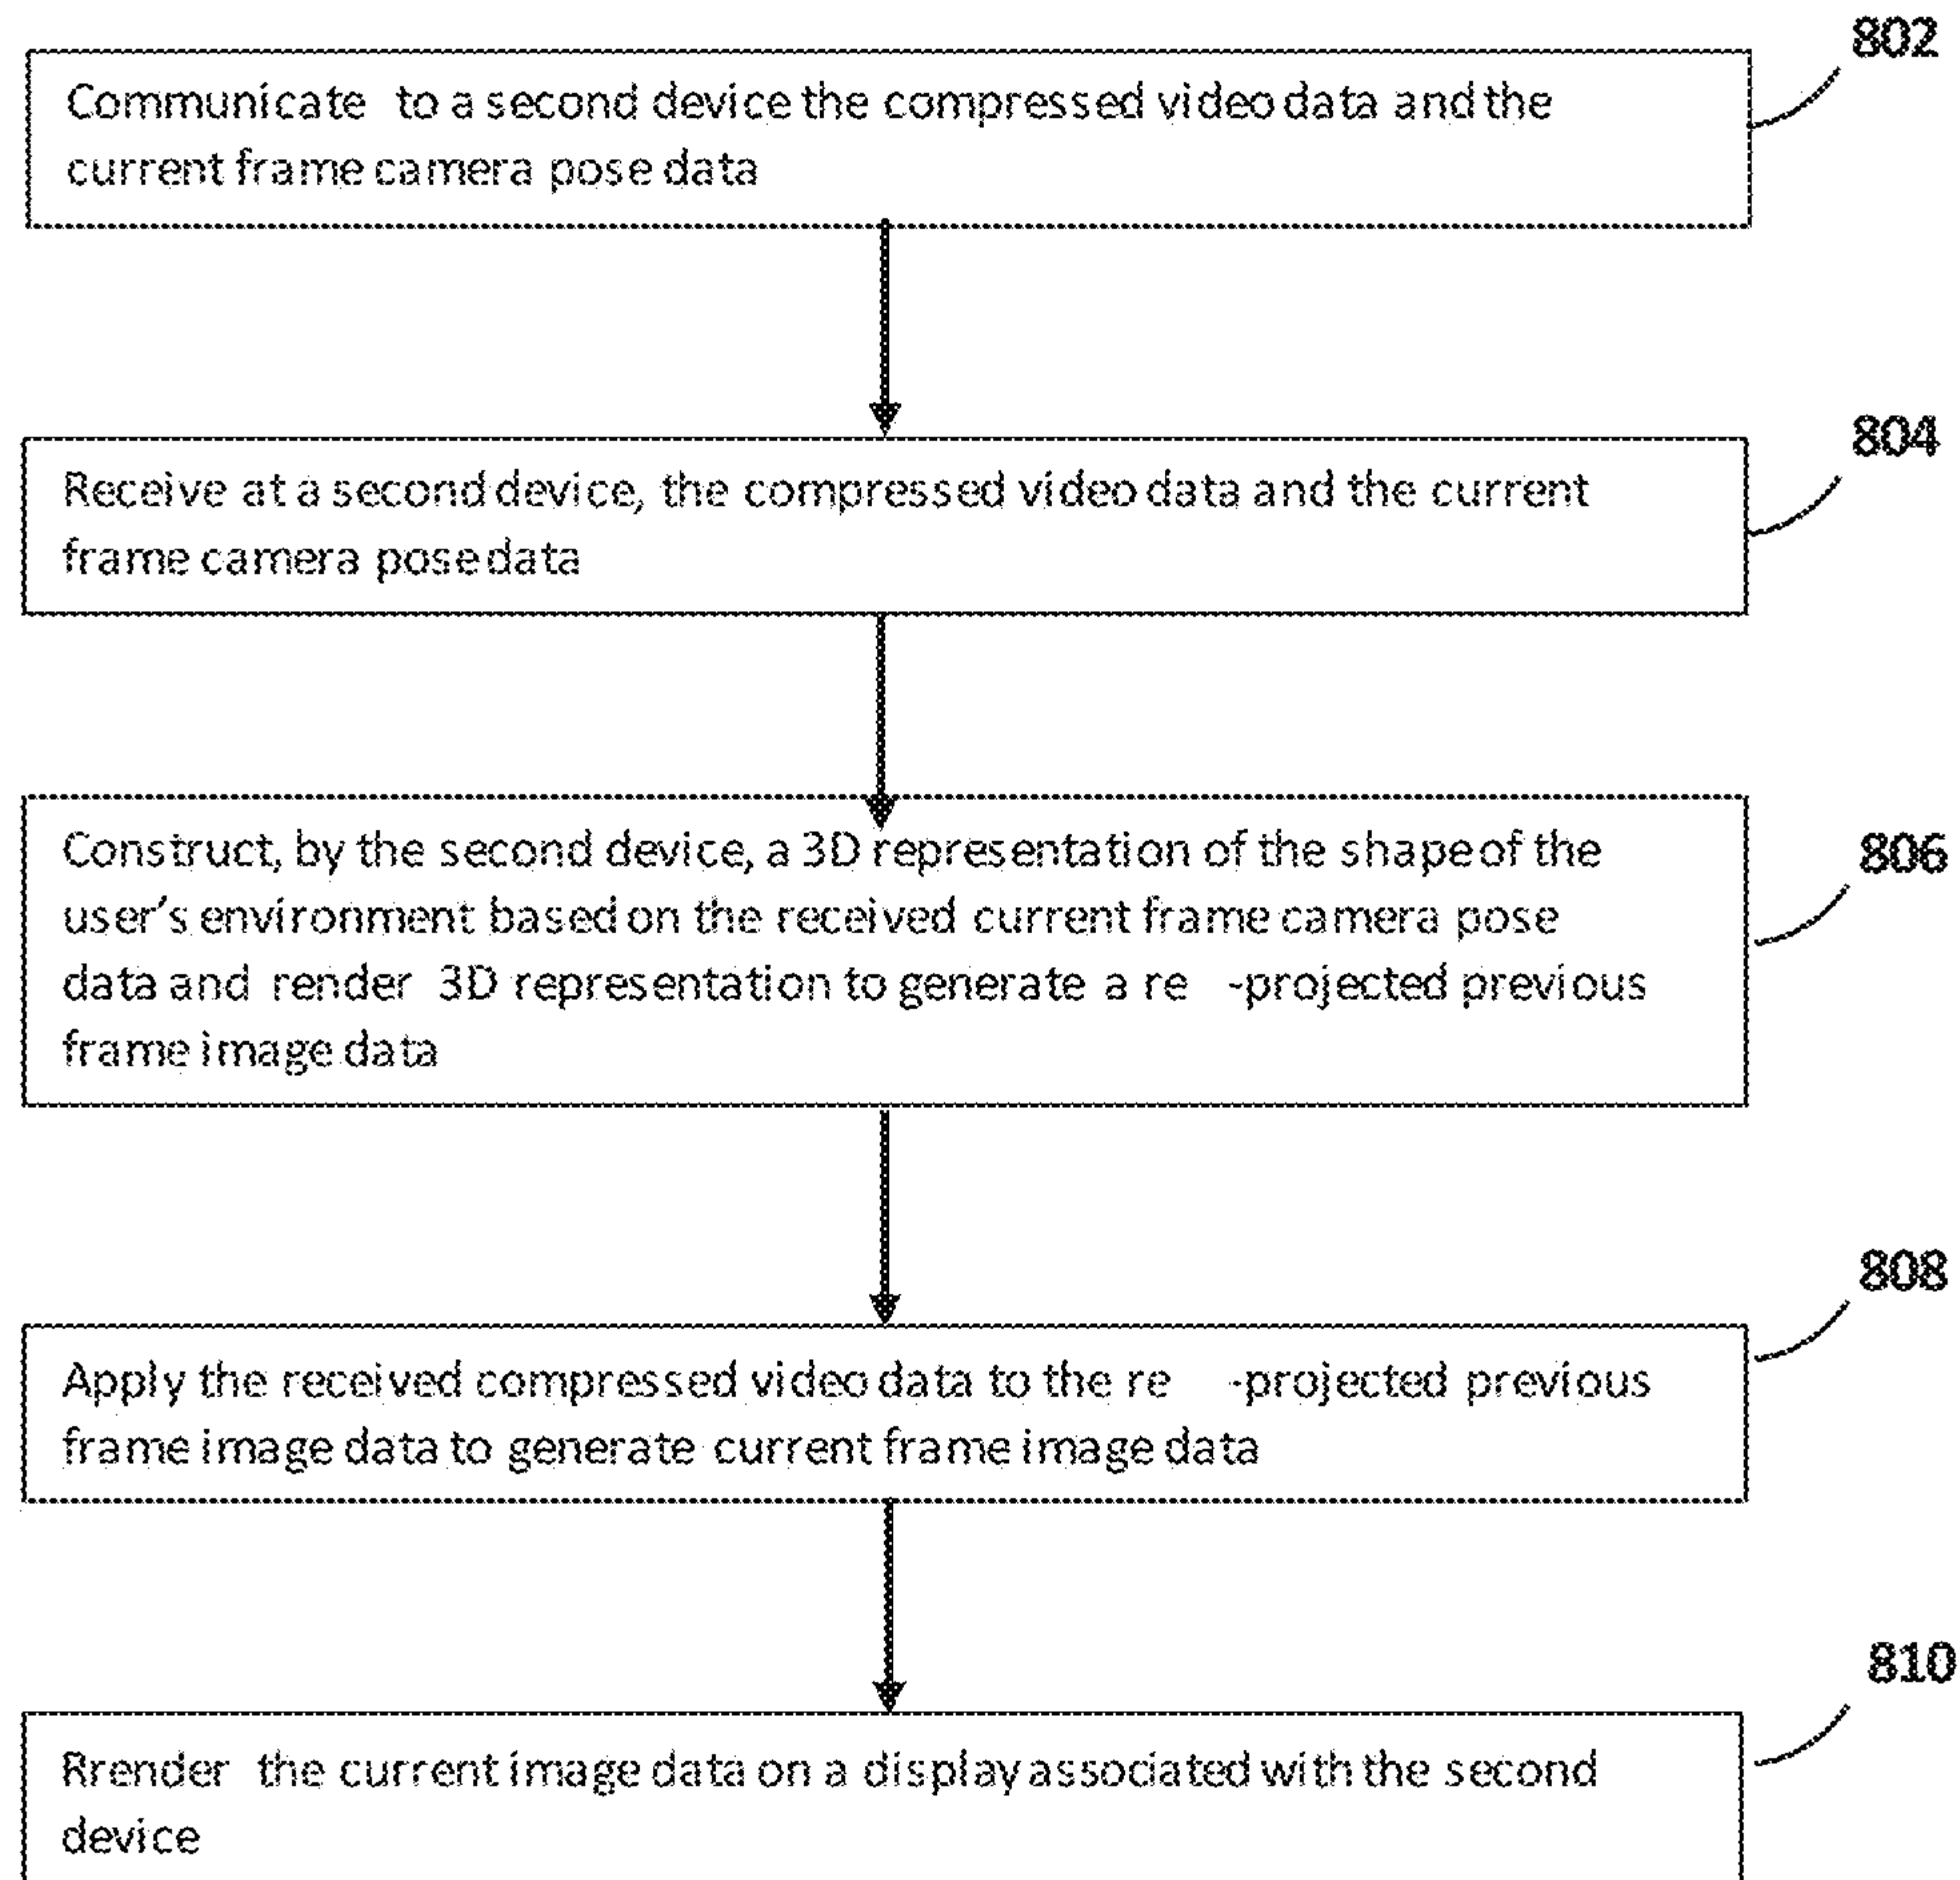 802
Communicate to a second device the compressed video data and the
current frame camera pose data
804
Receive at a second device, the compressed video data and the current
frame camera pose data
806
Construct, by the second device, a 3D representation of the shape of the
user's environment based on the received current frame camera pose
data and render 3D representation to generate a re -projected previous
frame image data
808
Apply the received compressed video data to the re -projected previous
frame image data to generate current frame image data
810
Rrender the current image data on a display associated with the second
device